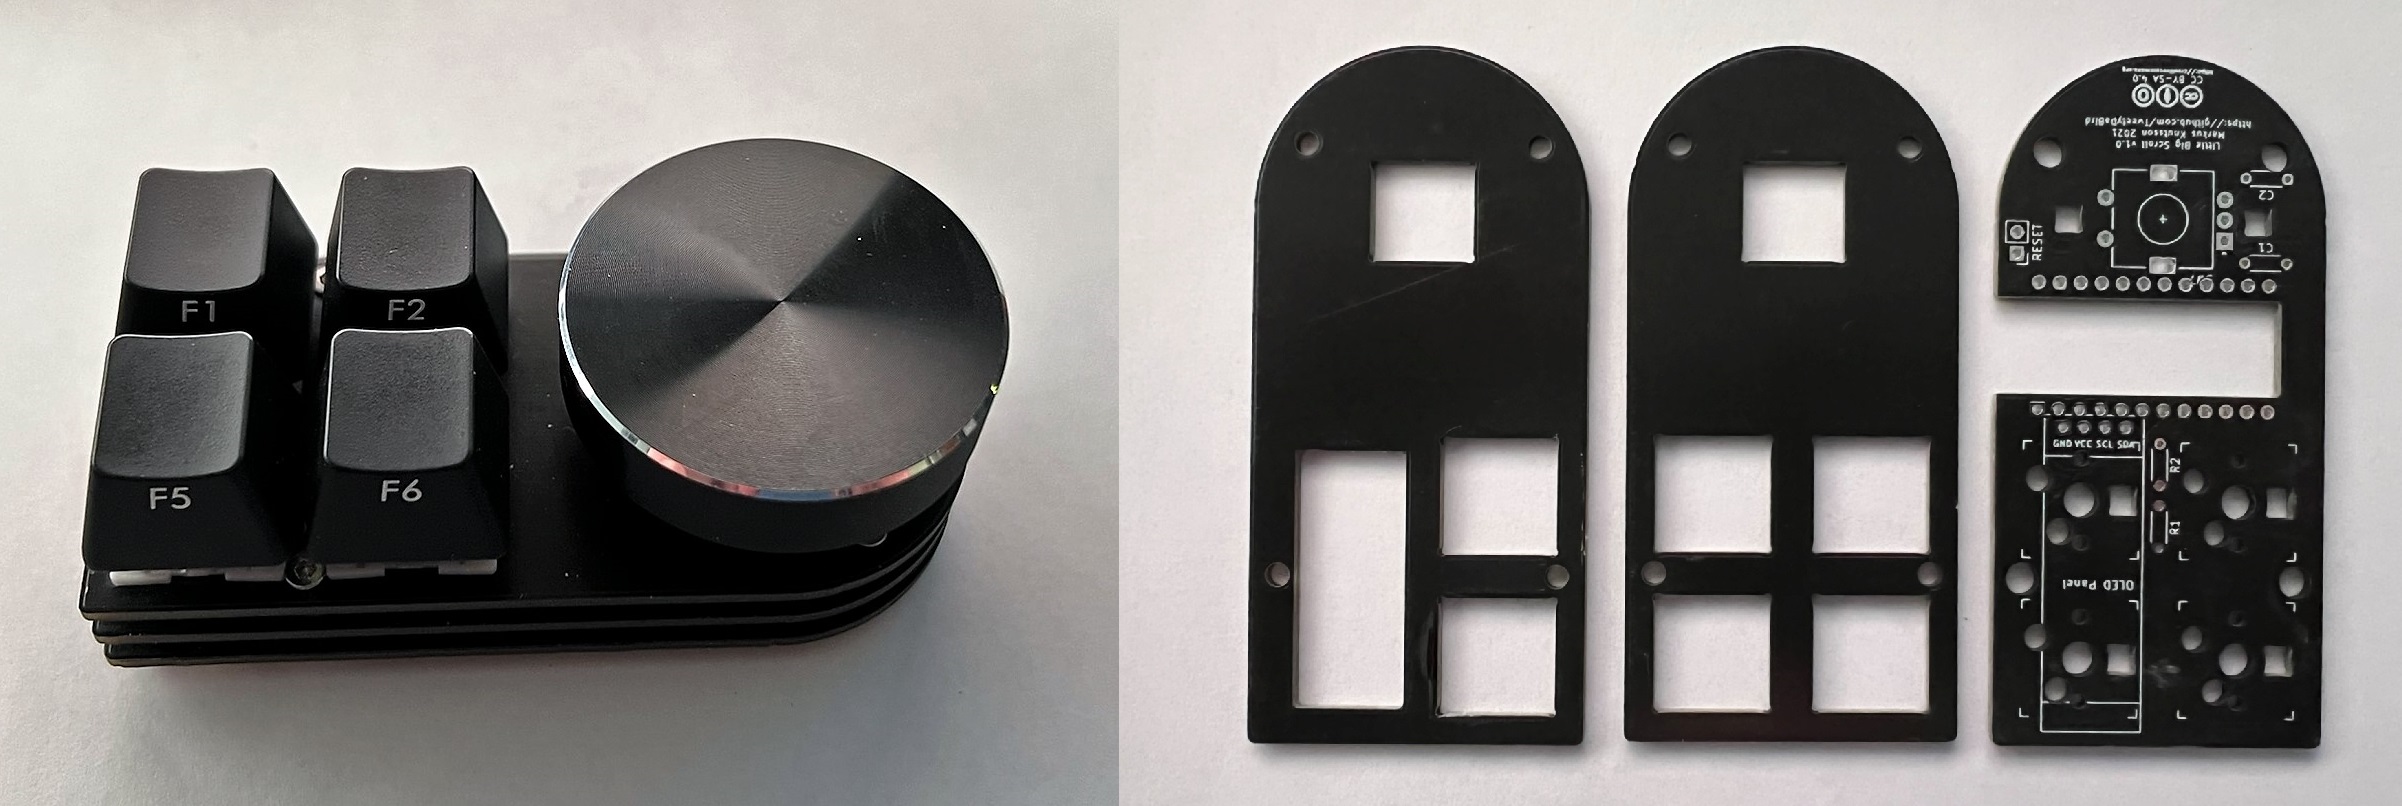 F1
F2
F5
F6
CC BY-SA 4.0
https://github.com/TweetyDaBird
Markus Knutsson 2021
Little Big Scroll v1.0
C2
RESET
C1
GND VCC SCL SDA
R2
R1
OLED Panel